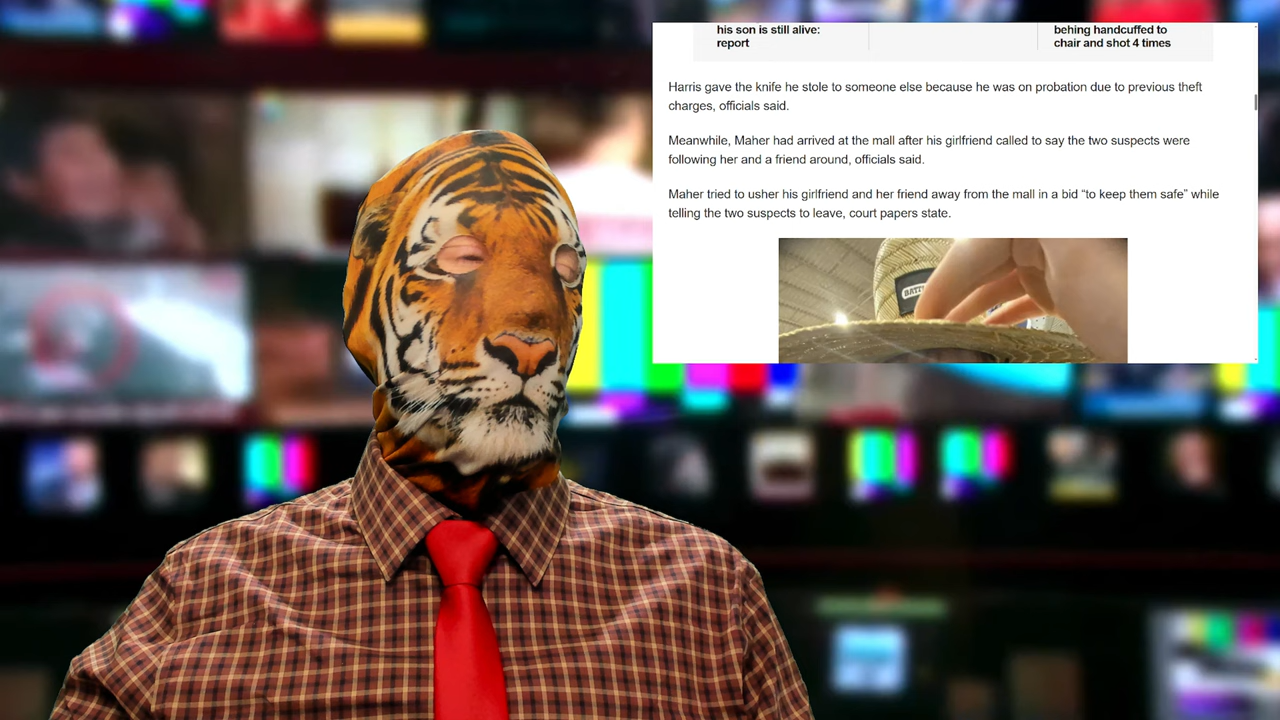 his son is still alive:
report
behing handcuffed to
chair and shot 4 times
Harris gave the knife he stole to someone else because he was on probation due to previous theft
charges, officials said.
Meanwhile, Maher had arrived at the mall after his girlfriend called to say the two suspects were
following her and a friend around, officials said.
Maher tried to usher his girlfriend and her friend away from the mall in a bid “to keep them safe” while
telling the two suspects to leave, court papers state.